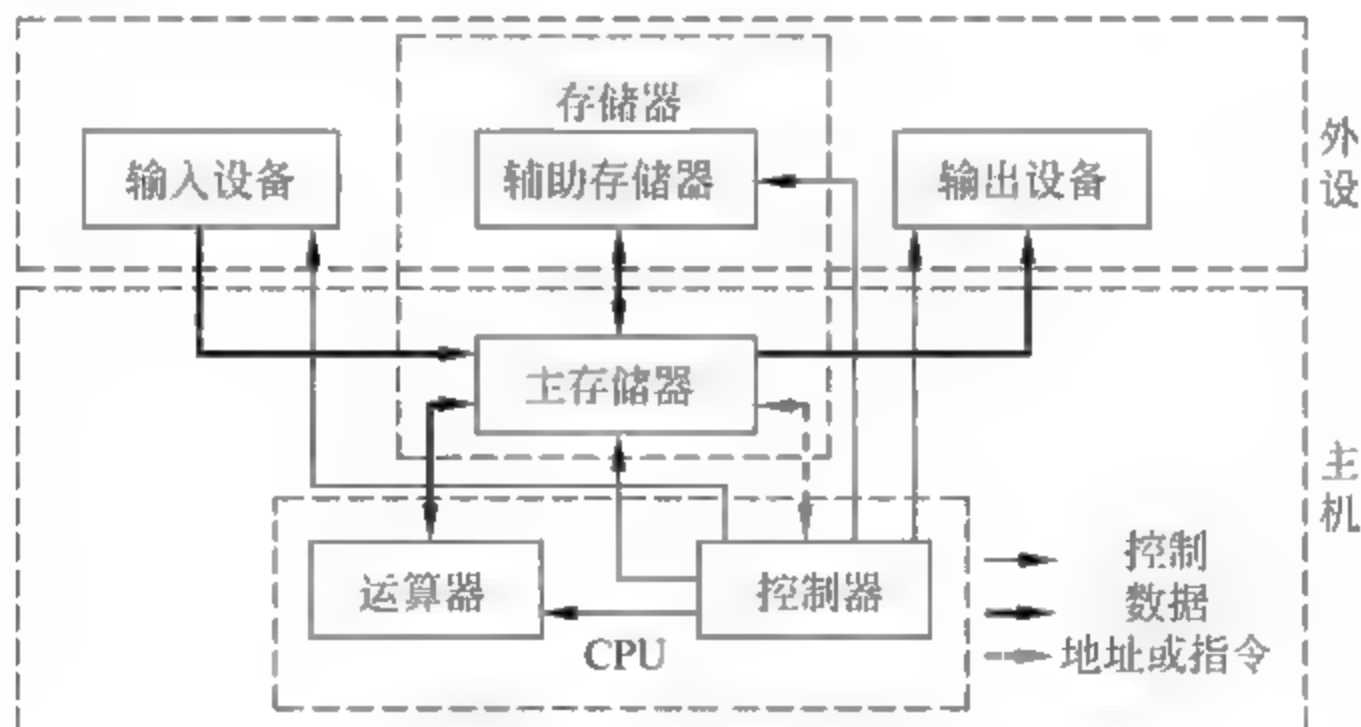 存储器
输入设备
辅助存储器
输出设备
外设
主存储器
主机
运算器
控制器
CPU
控制
数据
地址或指令